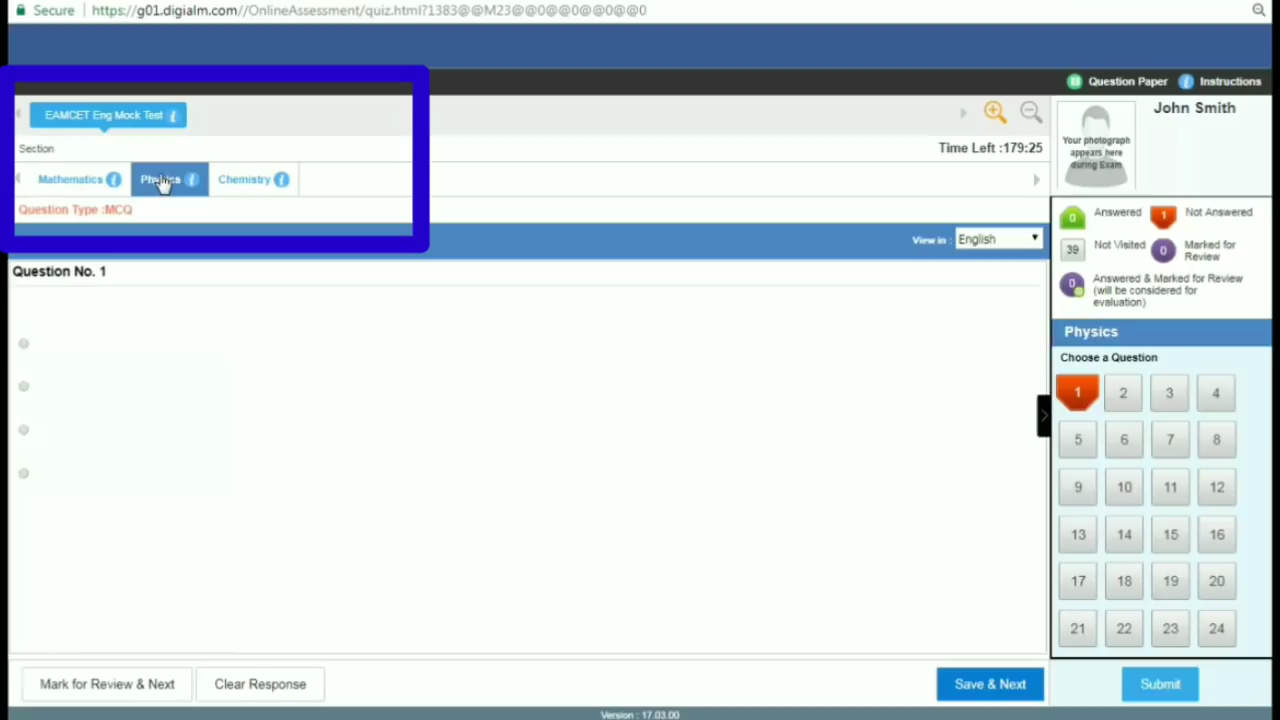 Secure https://g01.digialm.com//OnlineAssessment/quiz.html?1383@@M23@@0@@0@@0@@0
Question Paper Instructions
EAMCET Eng Mock Test
John Smith
Your photograph
appears here
during Exam
Section
Time Left :179:25
Mathematics Physics Chemistry
Question Type :MCQ
0 Answered 1 Not Answered
39 Not Visited 0 Marked for
Review
0 Answered & Marked for Review
(will be considered for
evaluation)
View in : English
Question No. 1
Physics
Choose a Question
1 2 3 4
5 6 7 8
9 10 11 12
13 14 15 16
17 18 19 20
21 22 23 24
Mark for Review & Next Clear Response Save & Next Submit
Version : 17.03.00